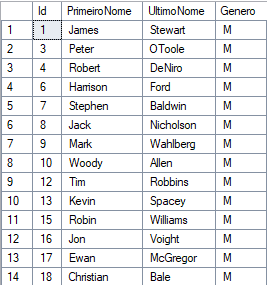 Id PrimeiroNome UltimoNome Genero
1 1 James Stewart M
2 3 Peter OToole M
3 4 Robert DeNiro M
4 6 Harrison Ford M
5 7 Stephen Baldwin M
6 8 Jack Nicholson M
7 9 Mark Wahlberg M
8 10 Woody Allen M
9 12 Tim Robbins M
10 13 Kevin Spacey M
11 15 Robin Williams M
12 16 Jon Voight M
13 17 Ewan McGregor M
14 18 Christian Bale M